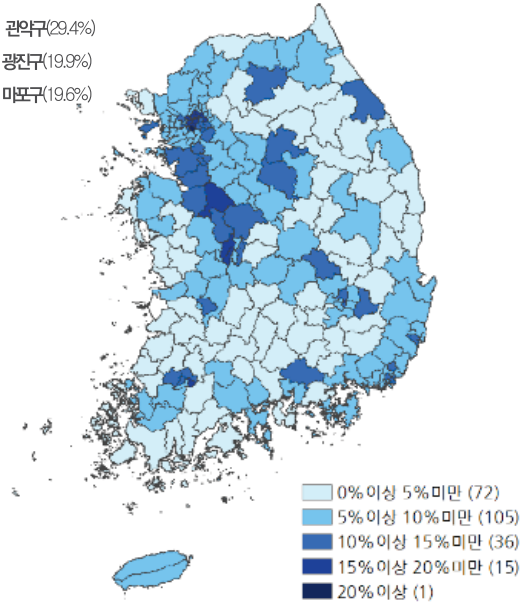 관악구(29.4%)
광진구(19.9%)
마포구(19.6%)
0%이상 5%미만 (72)
5%이상 10%미만 (105)
10%이상 15%미만 (36)
15%이상 20%미만 (15)
20%이상 (1)